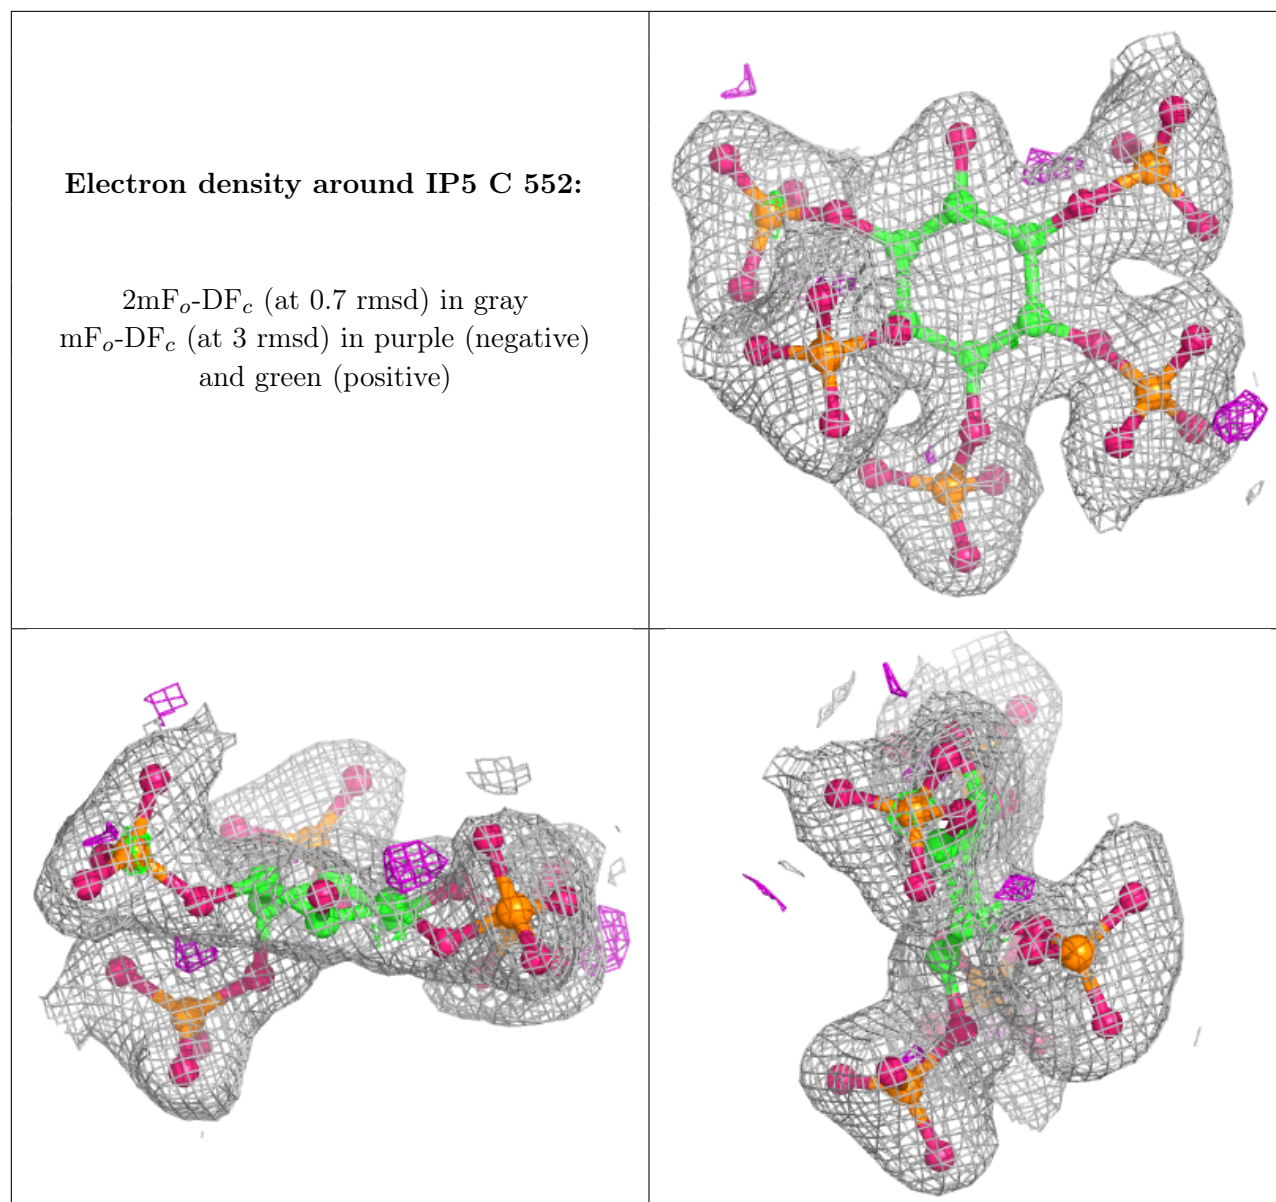 Electron density around IP5 C 552:
2mF𝑜-DF𝑐 (at 0.7 rmsd) in gray
mF𝑜-DF𝑐 (at 3 rmsd) in purple (negative)
and green (positive)